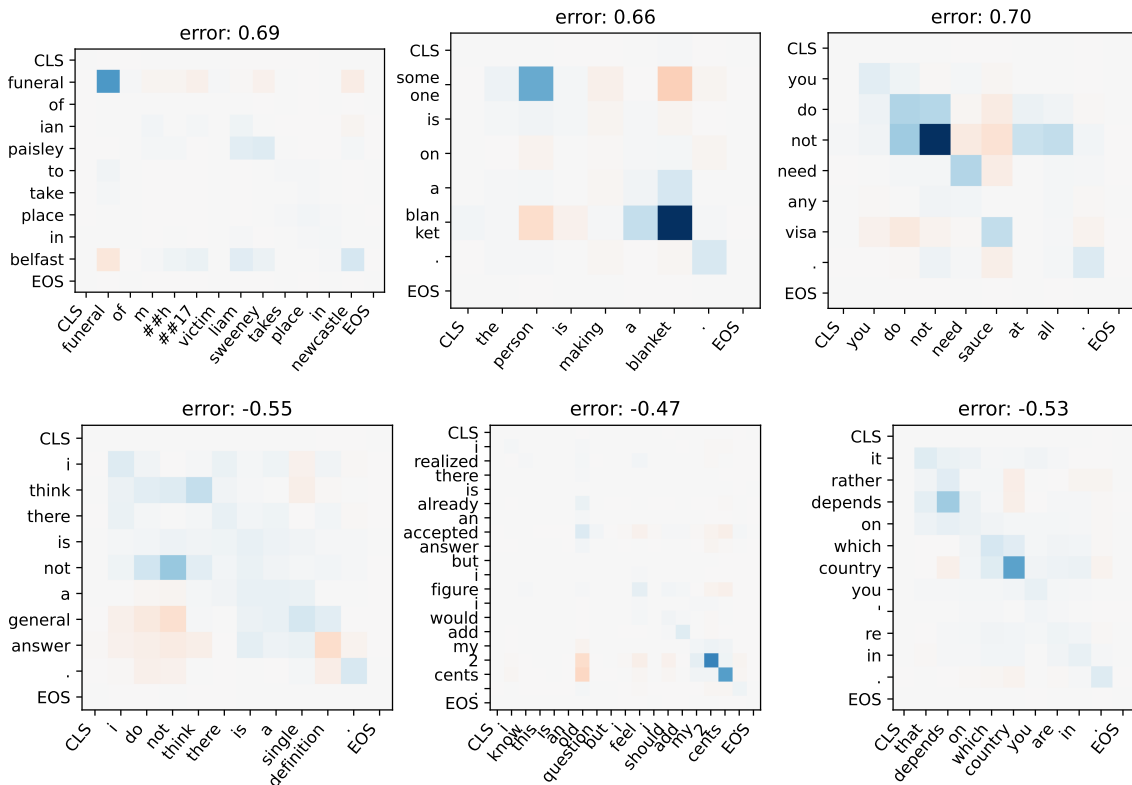 error: 0.69
CLS
funeral
of
ian
paisley
to
take
place
in
belfast
EOS
CLS
funeral
of
m
##h
##17
victim
liam
sweeney
takes
place
in
newcastle
EOS
error: 0.66
CLS
some
one
is
on
a
blan
ket
.
EOS
CLS
the
person
is
making
a
blanket
.
EOS
error: 0.70
CLS
you
do
not
need
any
visa
.
EOS
CLS
you
do
not
need
sauce
at
all
.
EOS
error: -0.55
CLS
i
think
there
is
not
a
general
answer
.
EOS
CLS
i
do
not
think
there
is
a
single
definition
.
EOS
error: -0.47
CLS
i
realized
there
is
already
an
accepted
answer
but
i
figure
i
would
add
my
2
cents
.
EOS
CLS
i
know
this
is
an
old
question
but
i
feel
i
should
add
my
2
cents
.
EOS
error: -0.53
CLS
it
rather
depends
on
which
country
you
'
re
in
.
EOS
CLS
that
depends
on
which
country
you
are
in
.
EOS